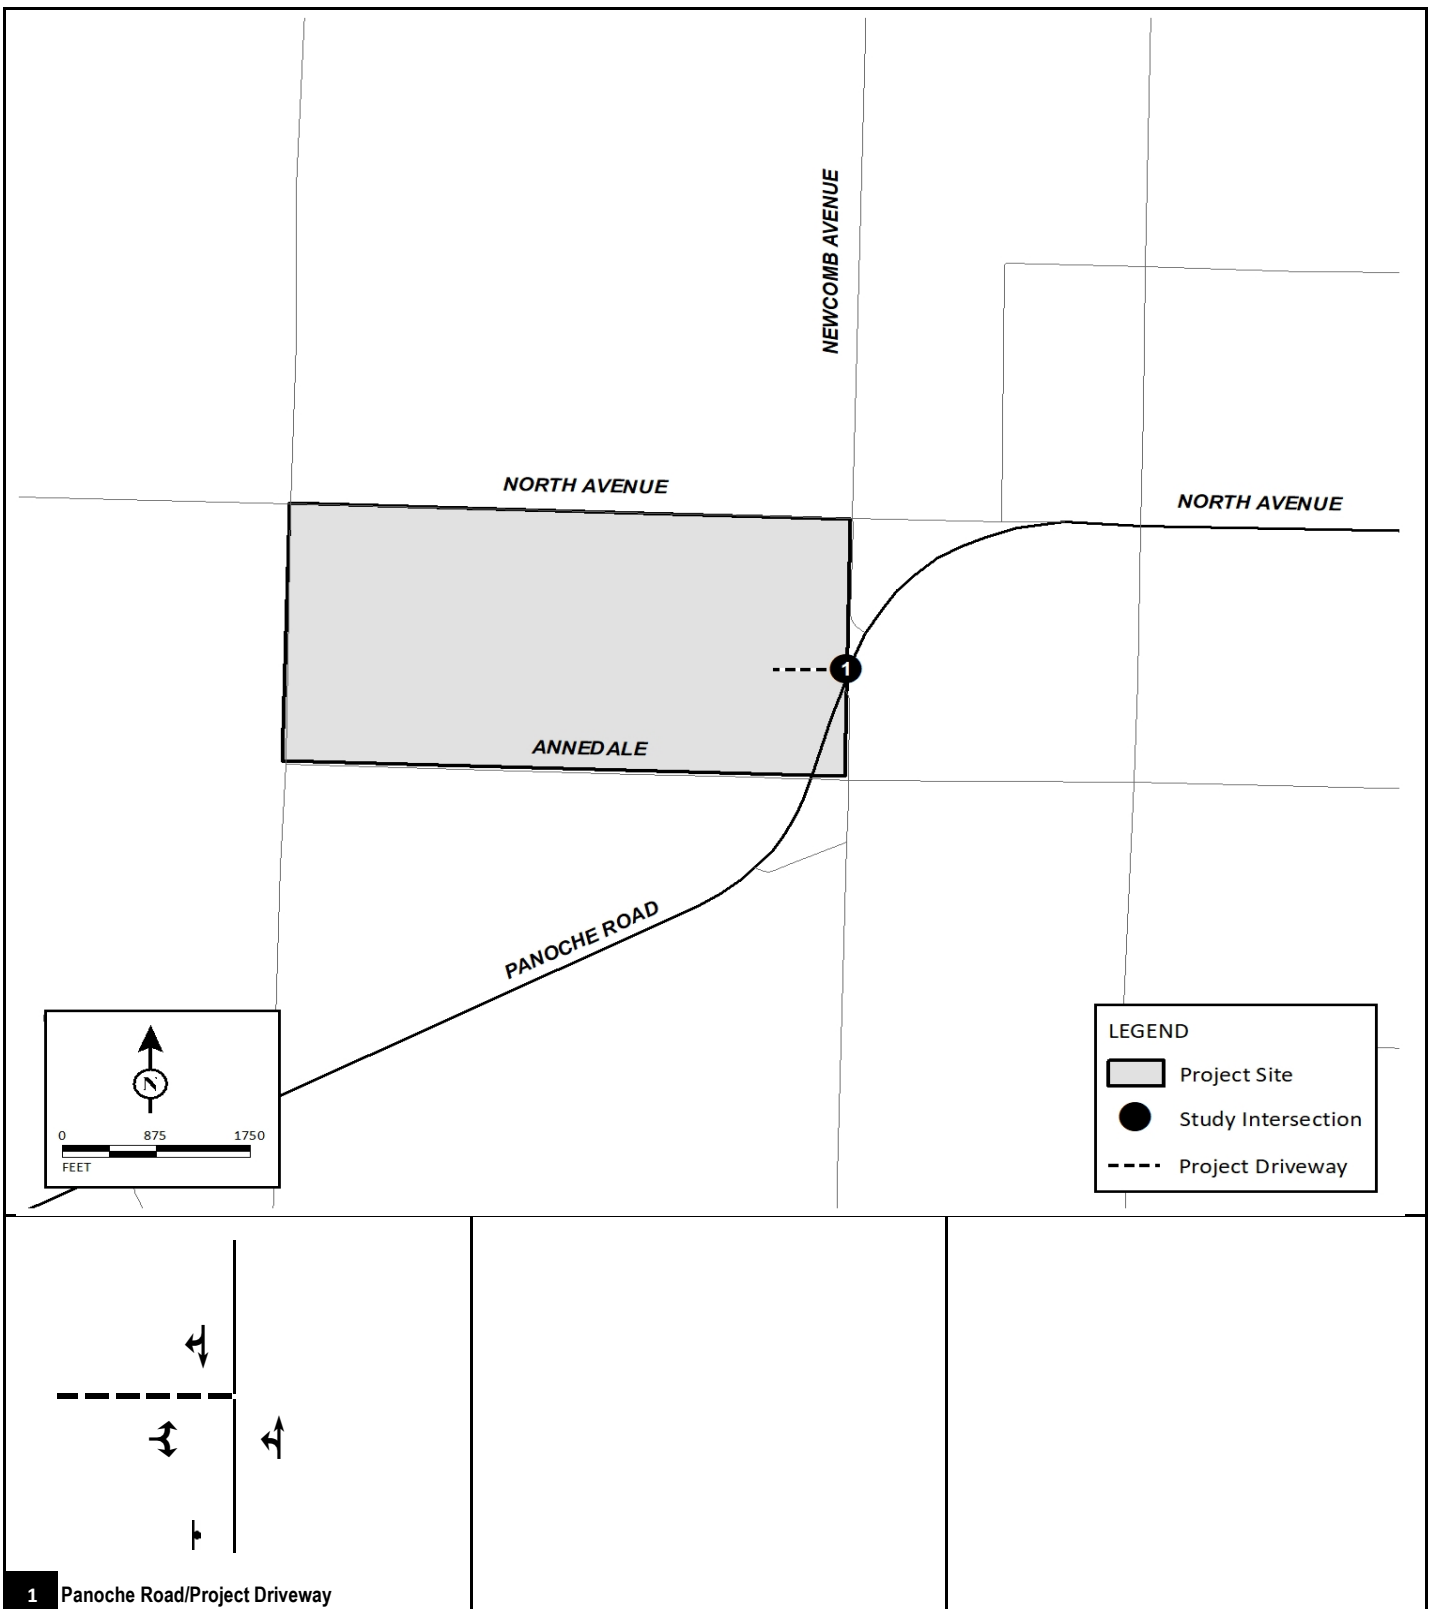 NEWCOMB AVENUE
NORTH AVENUE
NORTH AVENUE
1
ANNEDALE
PANOCHE ROAD
N
0 875 1750
FEET
LEGEND
Project Site
Study Intersection
Project Driveway
1 Panoche Road/Project Driveway